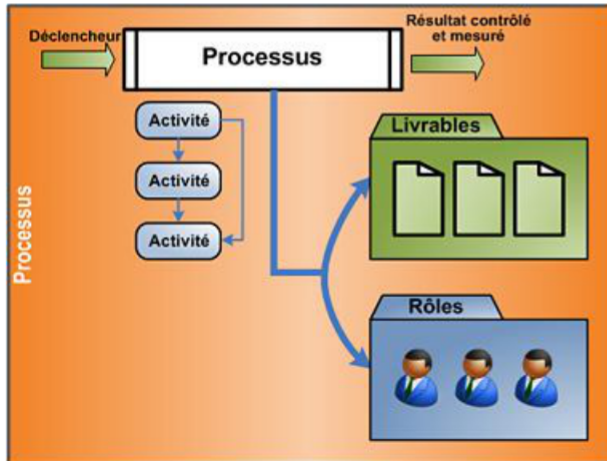 Déclencheur
Processus
Résultat contrôlé
et mesuré
Activité
Activité
Activité
Livrables
Rôles
Processus